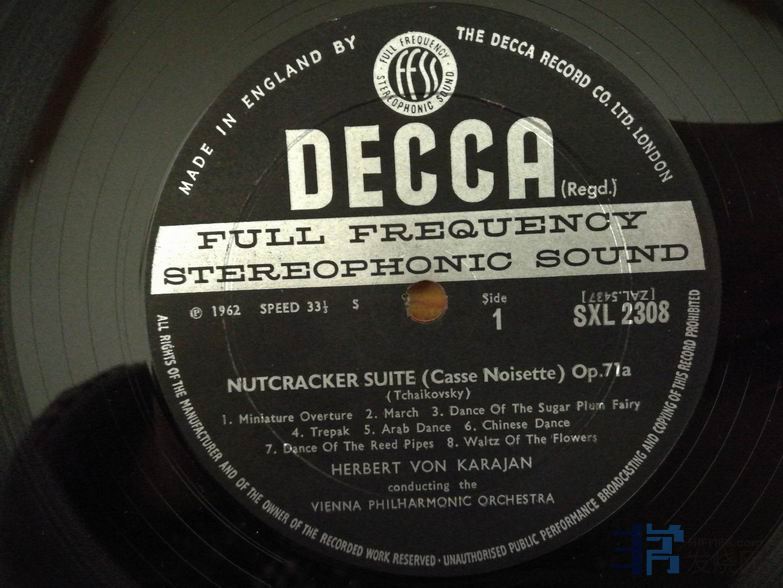 MADE IN ENGLAND BY
THE DECCA RECORD CO. LTD. LONDON
· FULL FREQUENCY · STEREOPHONIC SOUND
FFSS
DECCA
(Regd.)
FULL FREQUENCY
STEREOPHONIC SOUND
℗ 1962 SPEED 33⅓ S
Side
1
[ZAL.5437]
SXL 2308
NUTCRACKER SUITE (Casse Noisette) Op.71a
(Tchaikovsky)
1. Miniature Overture 2. March 3. Dance Of The Sugar Plum Fairy
4. Trepak 5. Arab Dance 6. Chinese Dance
7. Dance Of The Reed Pipes 8. Waltz Of The Flowers
HERBERT VON KARAJAN
conducting the
VIENNA PHILHARMONIC ORCHESTRA
ALL RIGHTS OF THE MANUFACTURER AND OF THE OWNER OF THE RECORDED WORK RESERVED · UNAUTHORISED PUBLIC PERFORMANCE BROADCASTING AND COPYING OF THIS RECORD PROHIBITED